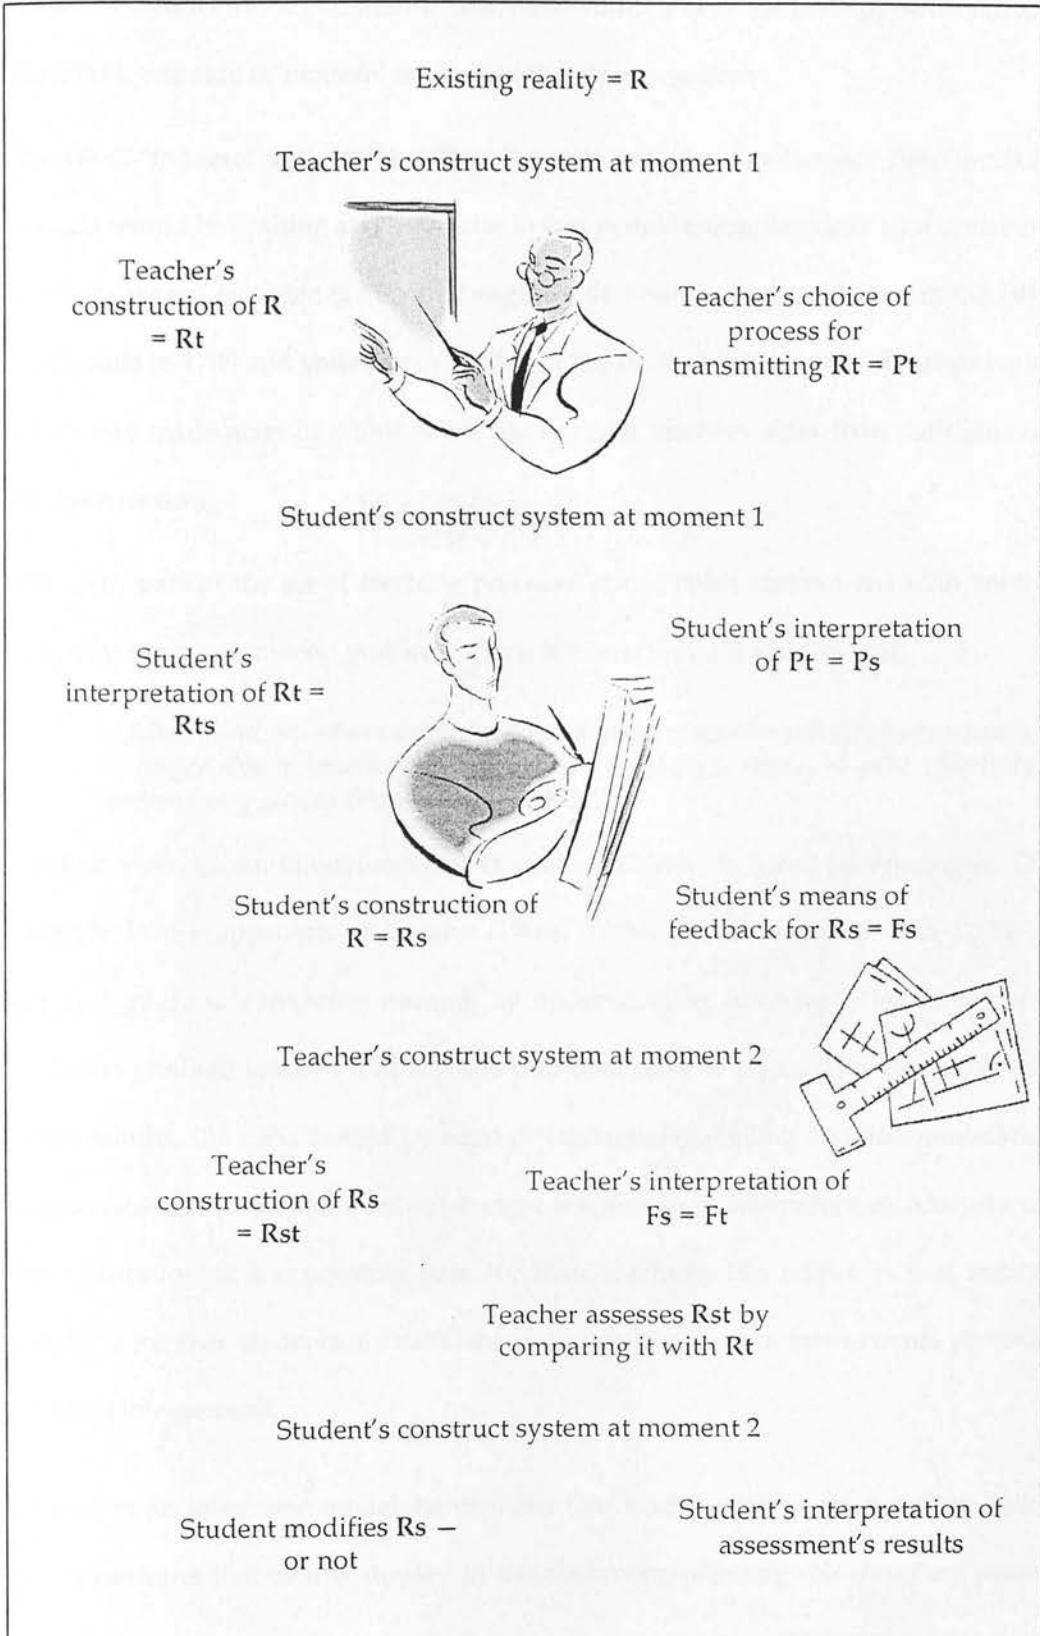 Existing reality = R
Teacher's construct system at moment 1
Teacher's
construction of R
= Rt
Teacher's choice of
process for
transmitting Rt = Pt
Student's construct system at moment 1
Student's
interpretation of Rt =
Rts
Student's interpretation
of Pt = Ps
Student's construction of
R = Rs
Student's means of
feedback for Rs = Fs
Teacher's construct system at moment 2
Teacher's
construction of Rs
= Rst
Teacher's interpretation of
Fs = Ft
Teacher assesses Rst by
comparing it with Rt
Student's construct system at moment 2
Student modifies Rs —
or not
Student's interpretation of
assessment's results